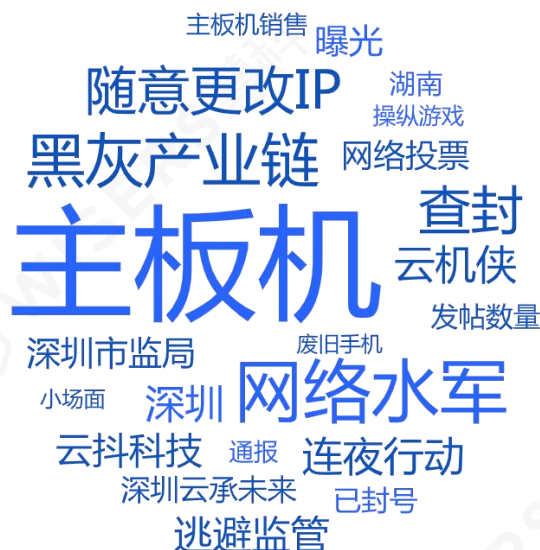 主板机销售
曝光
随意更改IP
湖南
操纵游戏
黑灰产业链
网络投票
查封
主板机
云机侠
发帖数量
深圳市监局
废旧手机
小场面
深圳
网络水军
云抖科技
通报
连夜行动
深圳云承未来
已封号
逃避监管